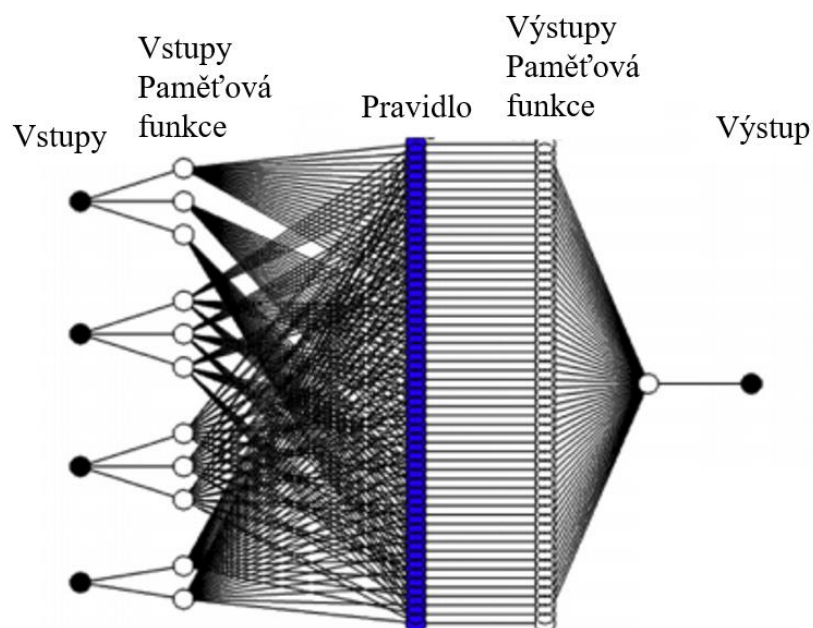 Vstupy
Vstupy
Paměťová
funkce
Pravidlo
Výstupy
Paměťová
funkce
Výstup